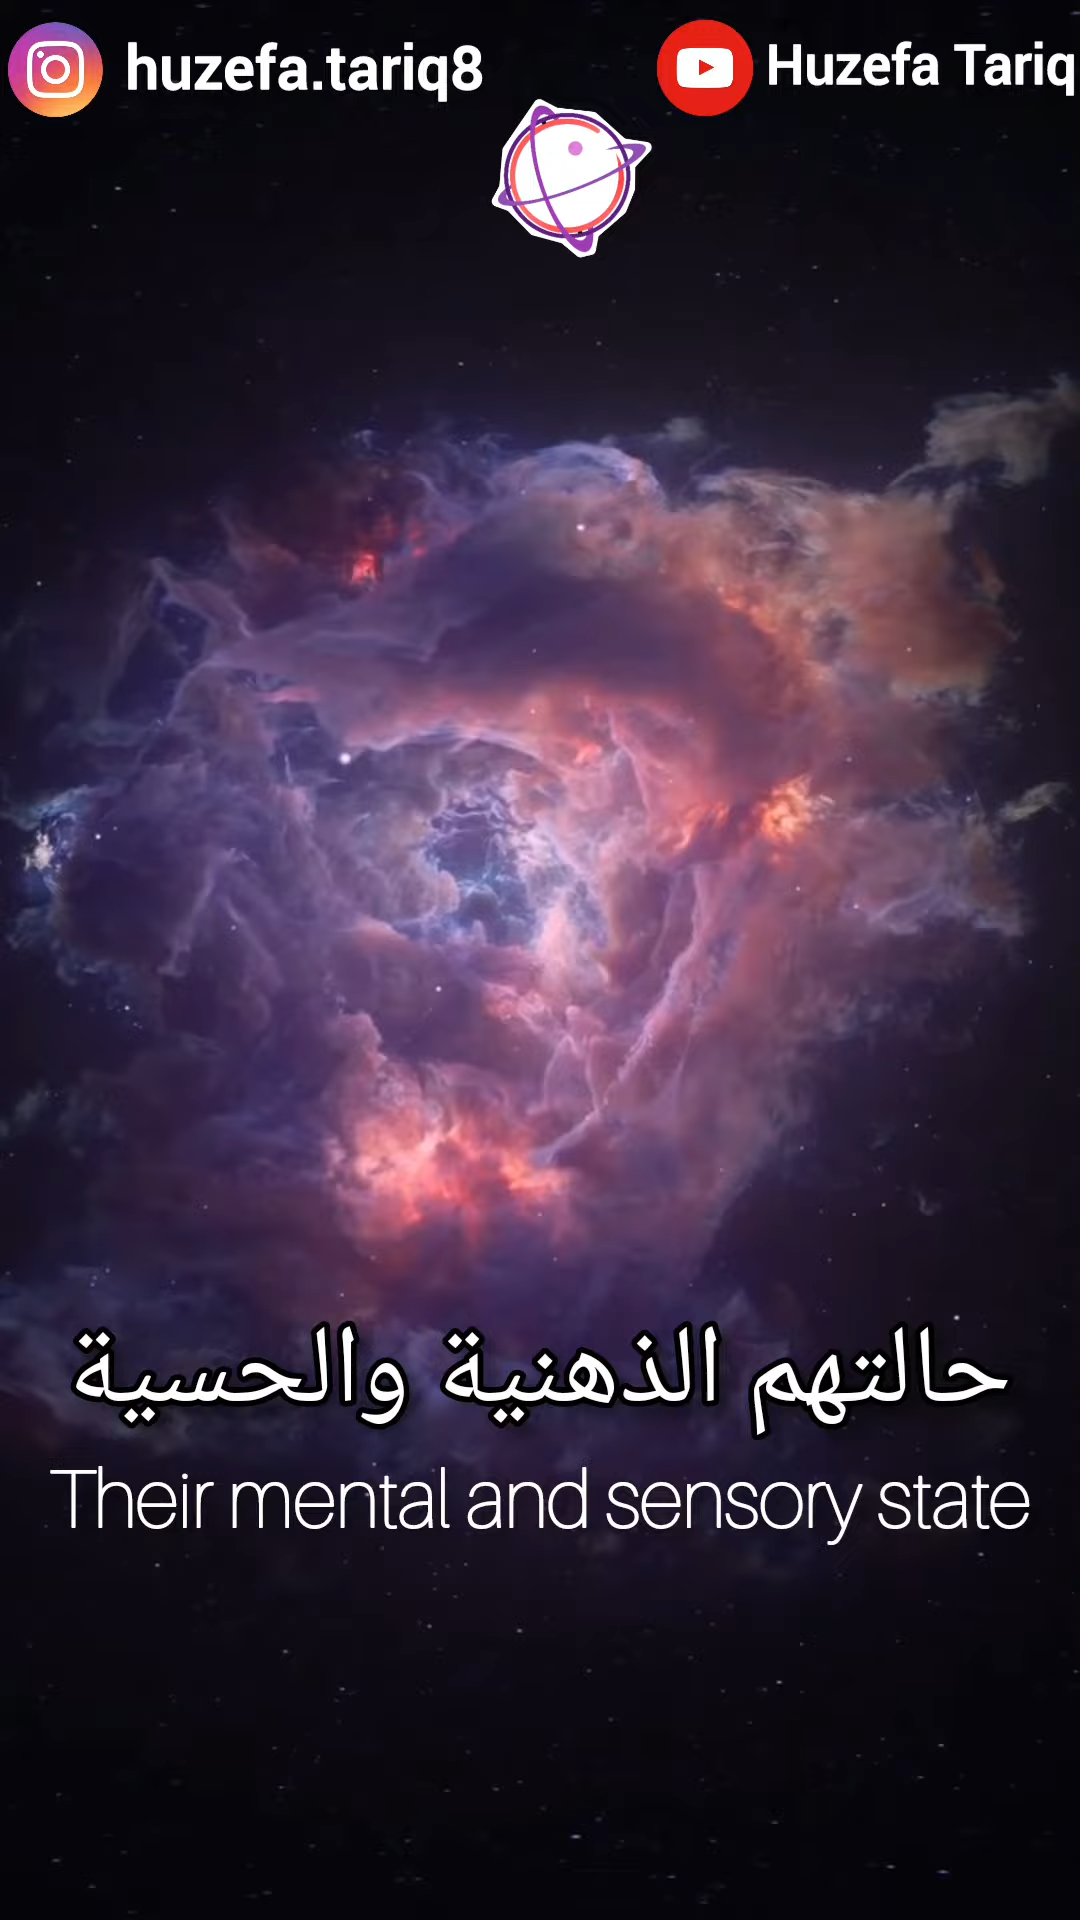 huzefa.tariq8
Huzefa Tariq
حالتهم الذهنية والحسية
Their mental and sensory state